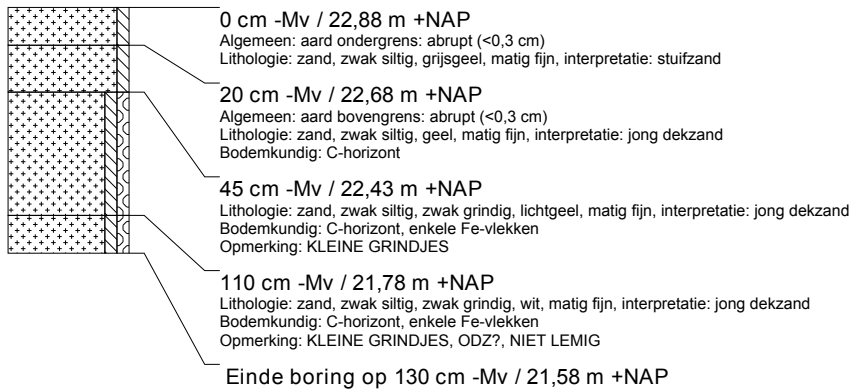 0 cm -Mv / 22,88 m +NAP
Algemeen: aard ondergrens: abrupt (<0,3 cm)
Lithologie: zand, zwak siltig, grijsgeel, matig fijn, interpretatie: stuifzand
20 cm -Mv / 22,68 m +NAP
Algemeen: aard bovengrens: abrupt (<0,3 cm)
Lithologie: zand, zwak siltig, geel, matig fijn, interpretatie: jong dekzand
Bodemkundig: C-horizont
45 cm -Mv / 22,43 m +NAP
Lithologie: zand, zwak siltig, zwak grindig, lichtgeel, matig fijn, interpretatie: jong dekzand
Bodemkundig: C-horizont, enkele Fe-vlekken
Opmerking: KLEINE GRINDJES
110 cm -Mv / 21,78 m +NAP
Lithologie: zand, zwak siltig, zwak grindig, wit, matig fijn, interpretatie: jong dekzand
Bodemkundig: C-horizont, enkele Fe-vlekken
Opmerking: KLEINE GRINDJES, ODZ?, NIET LEMIG
Einde boring op 130 cm -Mv / 21,58 m +NAP